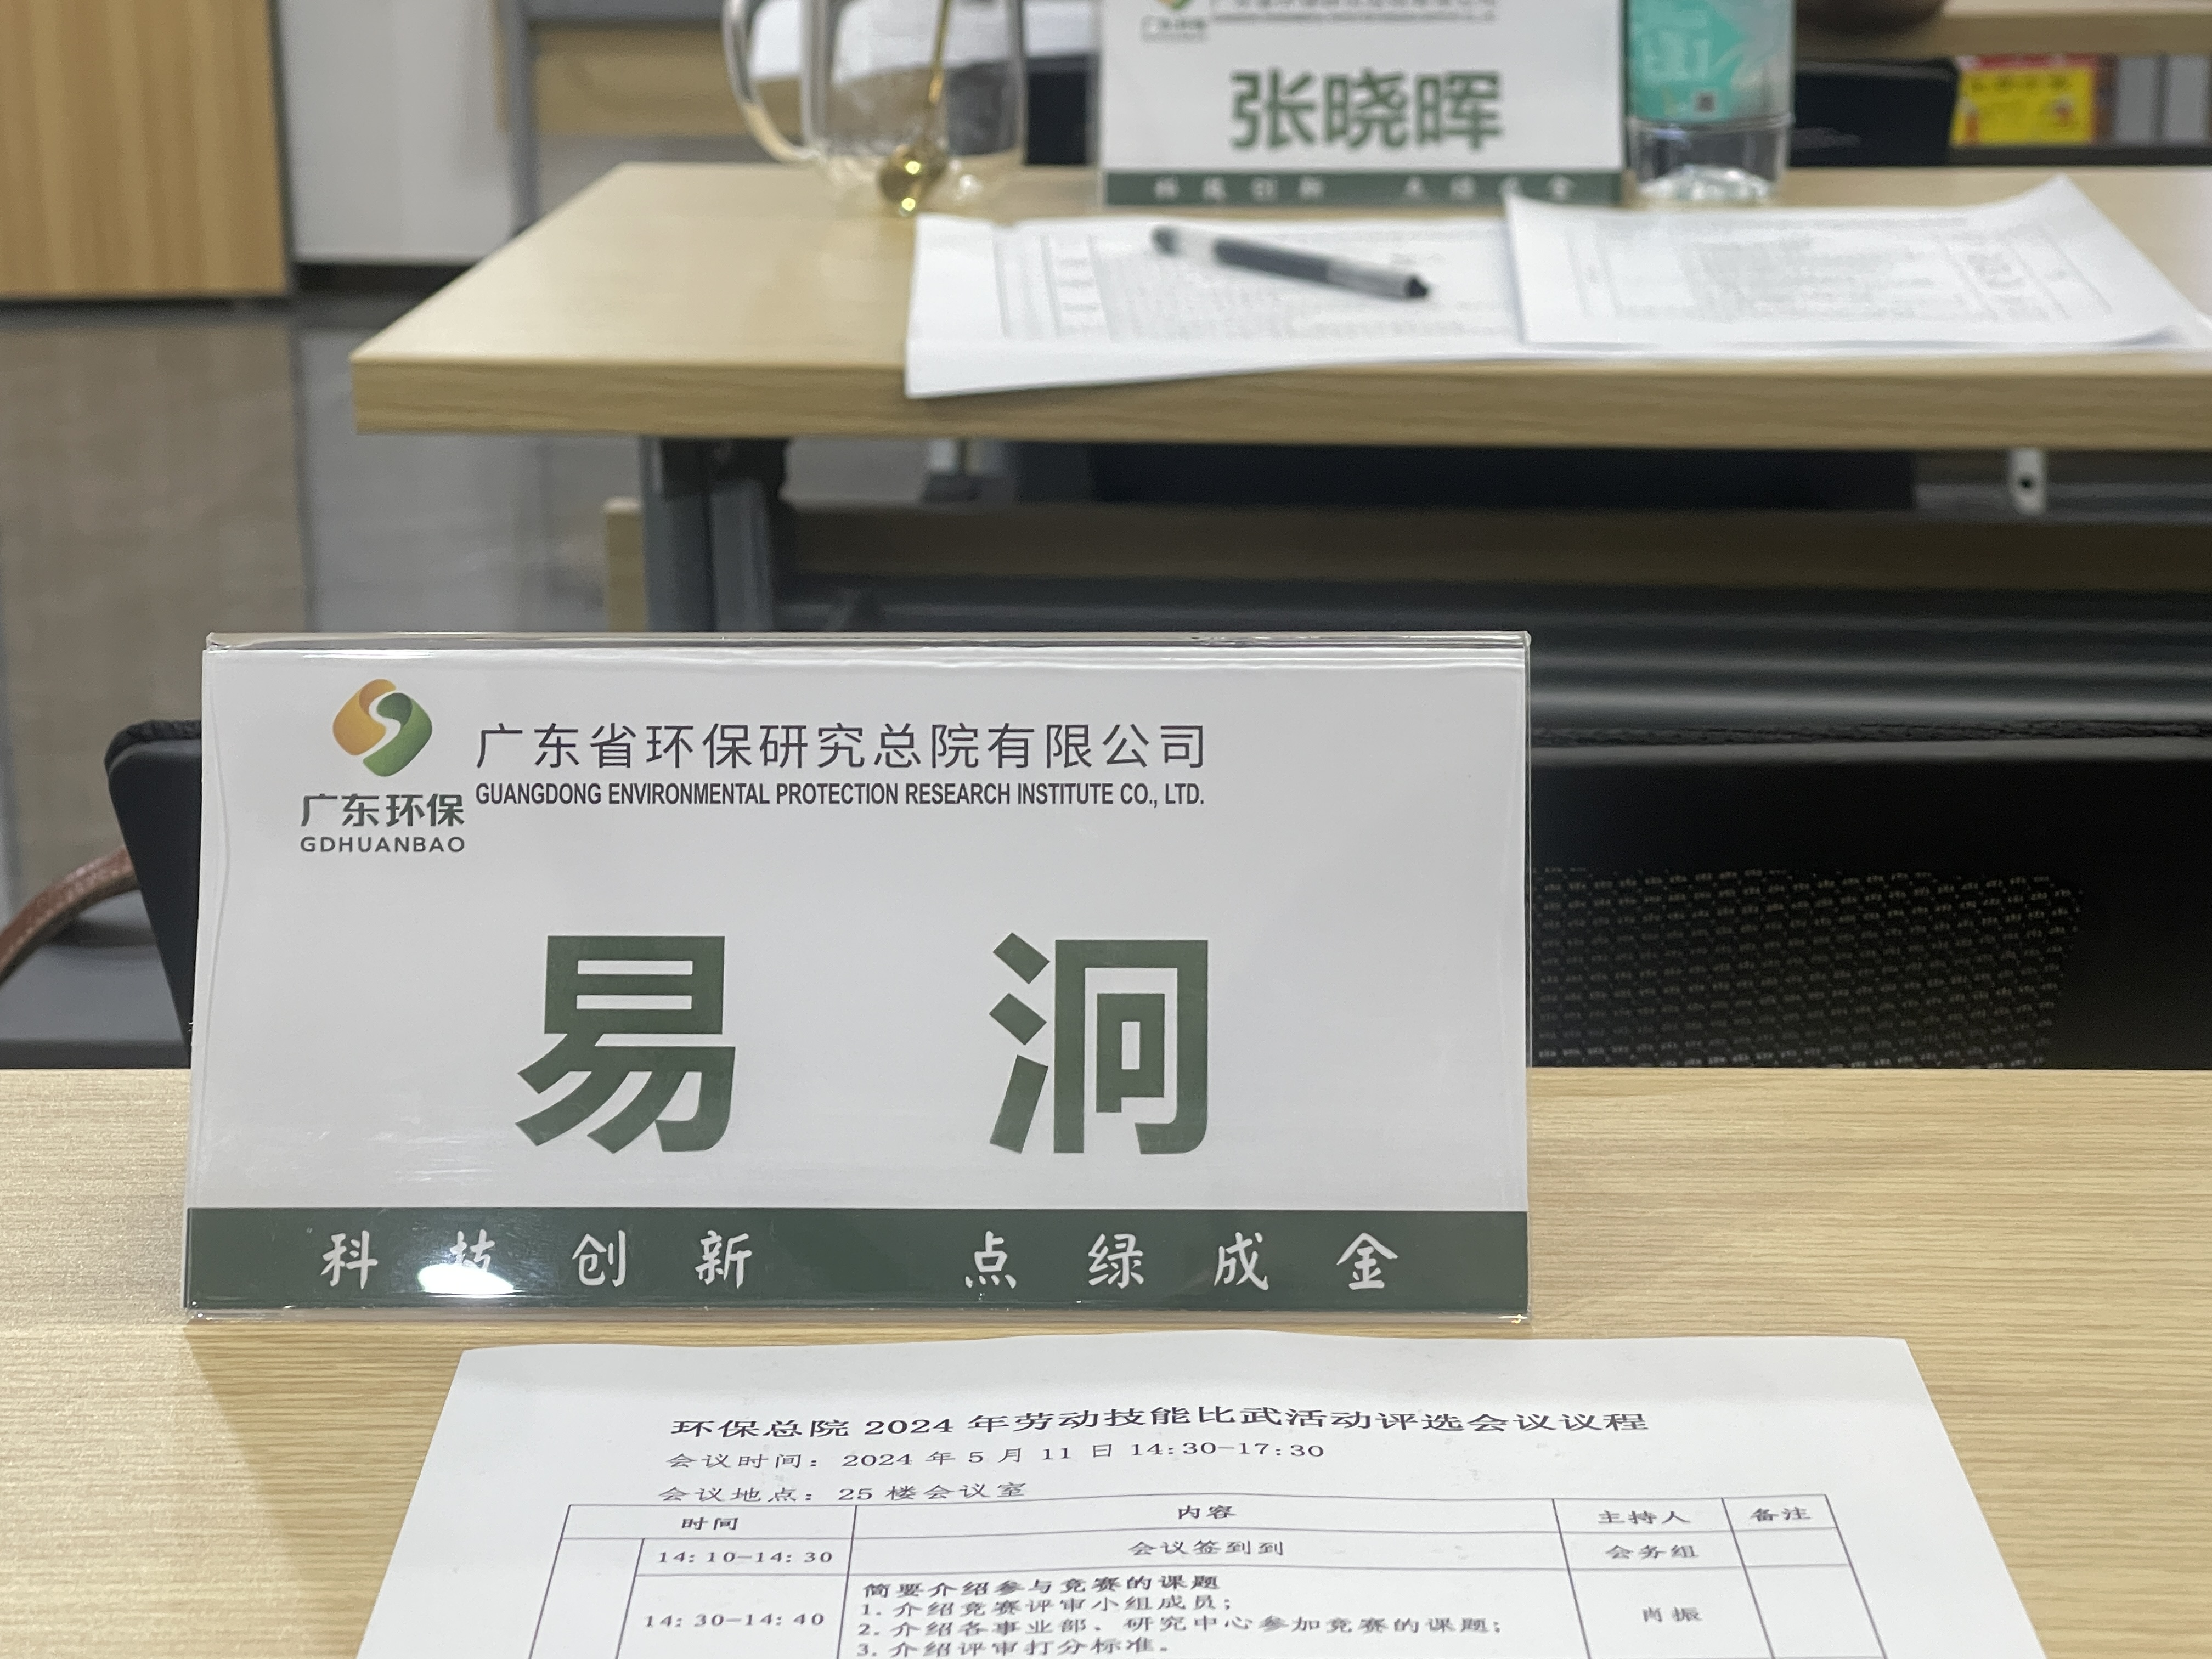 张晓晖
广东省环保研究总院有限公司
GUANGDONG ENVIRONMENTAL PROTECTION RESEARCH INSTITUTE CO., LTD.
广东环保
GDHUANBAO
易 泂
科技创新 点绿成金
环保总院 2024 年劳动技能比武活动评选会议议程
会议时间：2024 年 5 月 11 日 14:30-17:30
会议地点：25 楼会议室
时间 内容 主持人 备注
14:10-14:30 会议签到到 会务组
14:30-14:40
简要介绍参与竞赛的课题
1. 介绍竞赛评审小组成员；
2. 介绍各事业部、研究中心参加竞赛的课题；
3. 介绍评审打分标准。
肖振